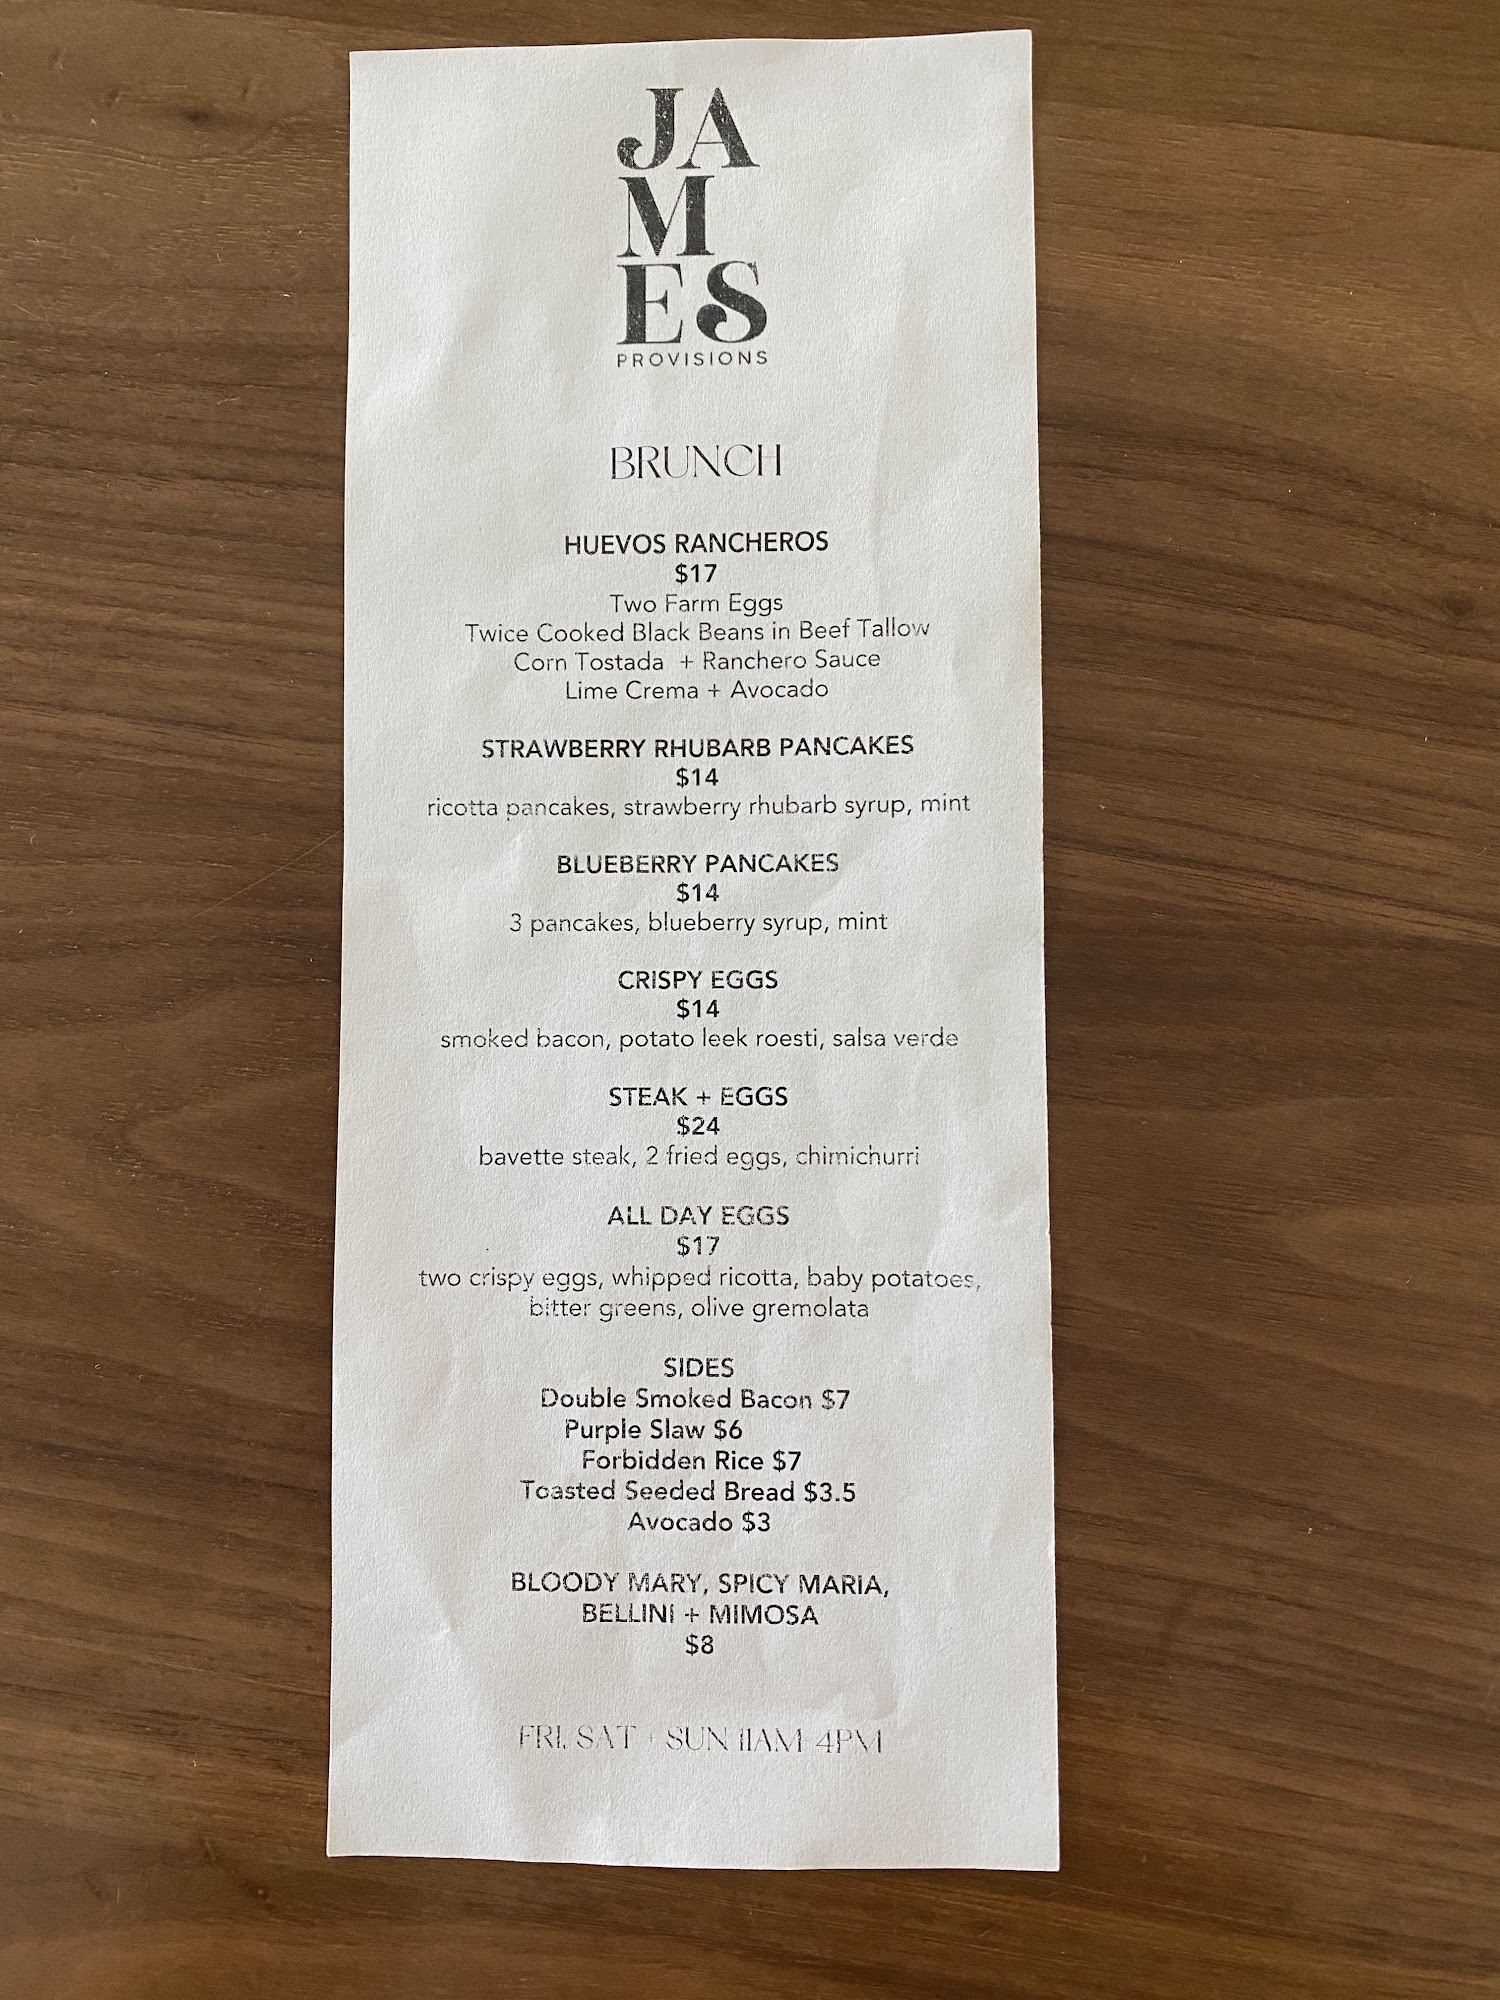 JA
M
ES
PROVISIONS
BRUNCH
HUEVOS RANCHEROS
$17
Two Farm Eggs
Twice Cooked Black Beans in Beef Tallow
Corn Tostada + Ranchero Sauce
Lime Crema + Avocado
STRAWBERRY RHUBARB PANCAKES
$14
ricotta pancakes, strawberry rhubarb syrup, mint
BLUEBERRY PANCAKES
$14
3 pancakes, blueberry syrup, mint
CRISPY EGGS
$14
smoked bacon, potato leek roesti, salsa verde
STEAK + EGGS
$24
bavette steak, 2 fried eggs, chimichurri
ALL DAY EGGS
$17
two crispy eggs, whipped ricotta, baby potatoes,
bitter greens, olive gremolata
SIDES
Double Smoked Bacon $7
Purple Slaw $6
Forbidden Rice $7
Toasted Seeded Bread $3.5
Avocado $3
BLOODY MARY, SPICY MARIA,
BELLINI + MIMOSA
$8
FRI, SAT + SUN 11AM 4PM